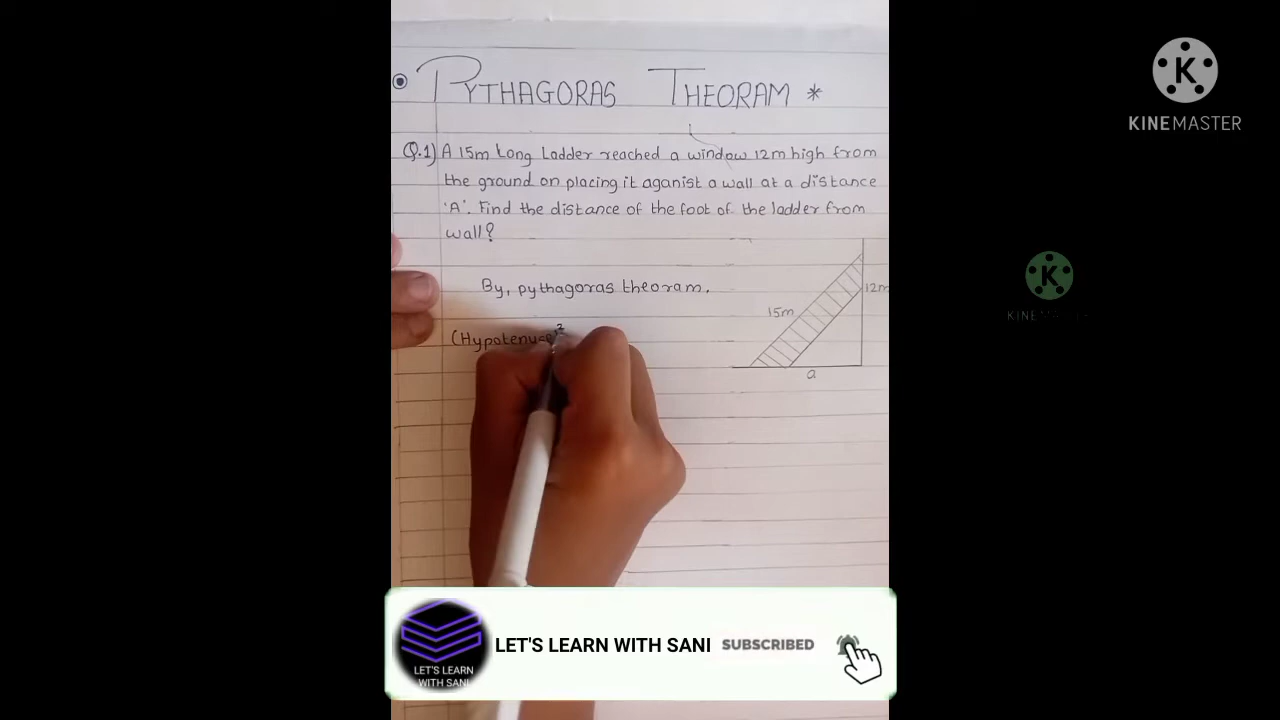 PYTHAGORAS THEORAM *
Q.1) A 15m Long Ladder reached a window 12m high from
the ground on placing it aganist a wall at a distance
'A'. Find the distance of the foot of the ladder from
wall?
By, pythagoras theoram.
12m
15m
(Hypotenuse)²
a
K
KINEMASTER
K
KINEMASTER
LET'S LEARN WITH SANI SUBSCRIBED
LET'S LEARN
WITH SANI